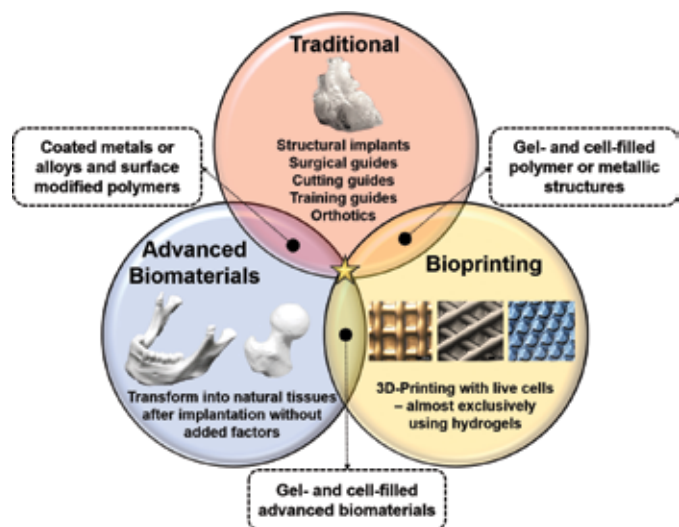 Traditional
Structural implants
Surgical guides
Cutting guides
Training guides
Orthotics
Coated metals or
alloys and surface
modified polymers
Gel- and cell-filled
polymer or metallic
structures
Advanced
Biomaterials
Transform into natural tissues
after implantation without
added factors
Bioprinting
3D-Printing with live cells
– almost exclusively
using hydrogels
Gel- and cell-filled
advanced biomaterials